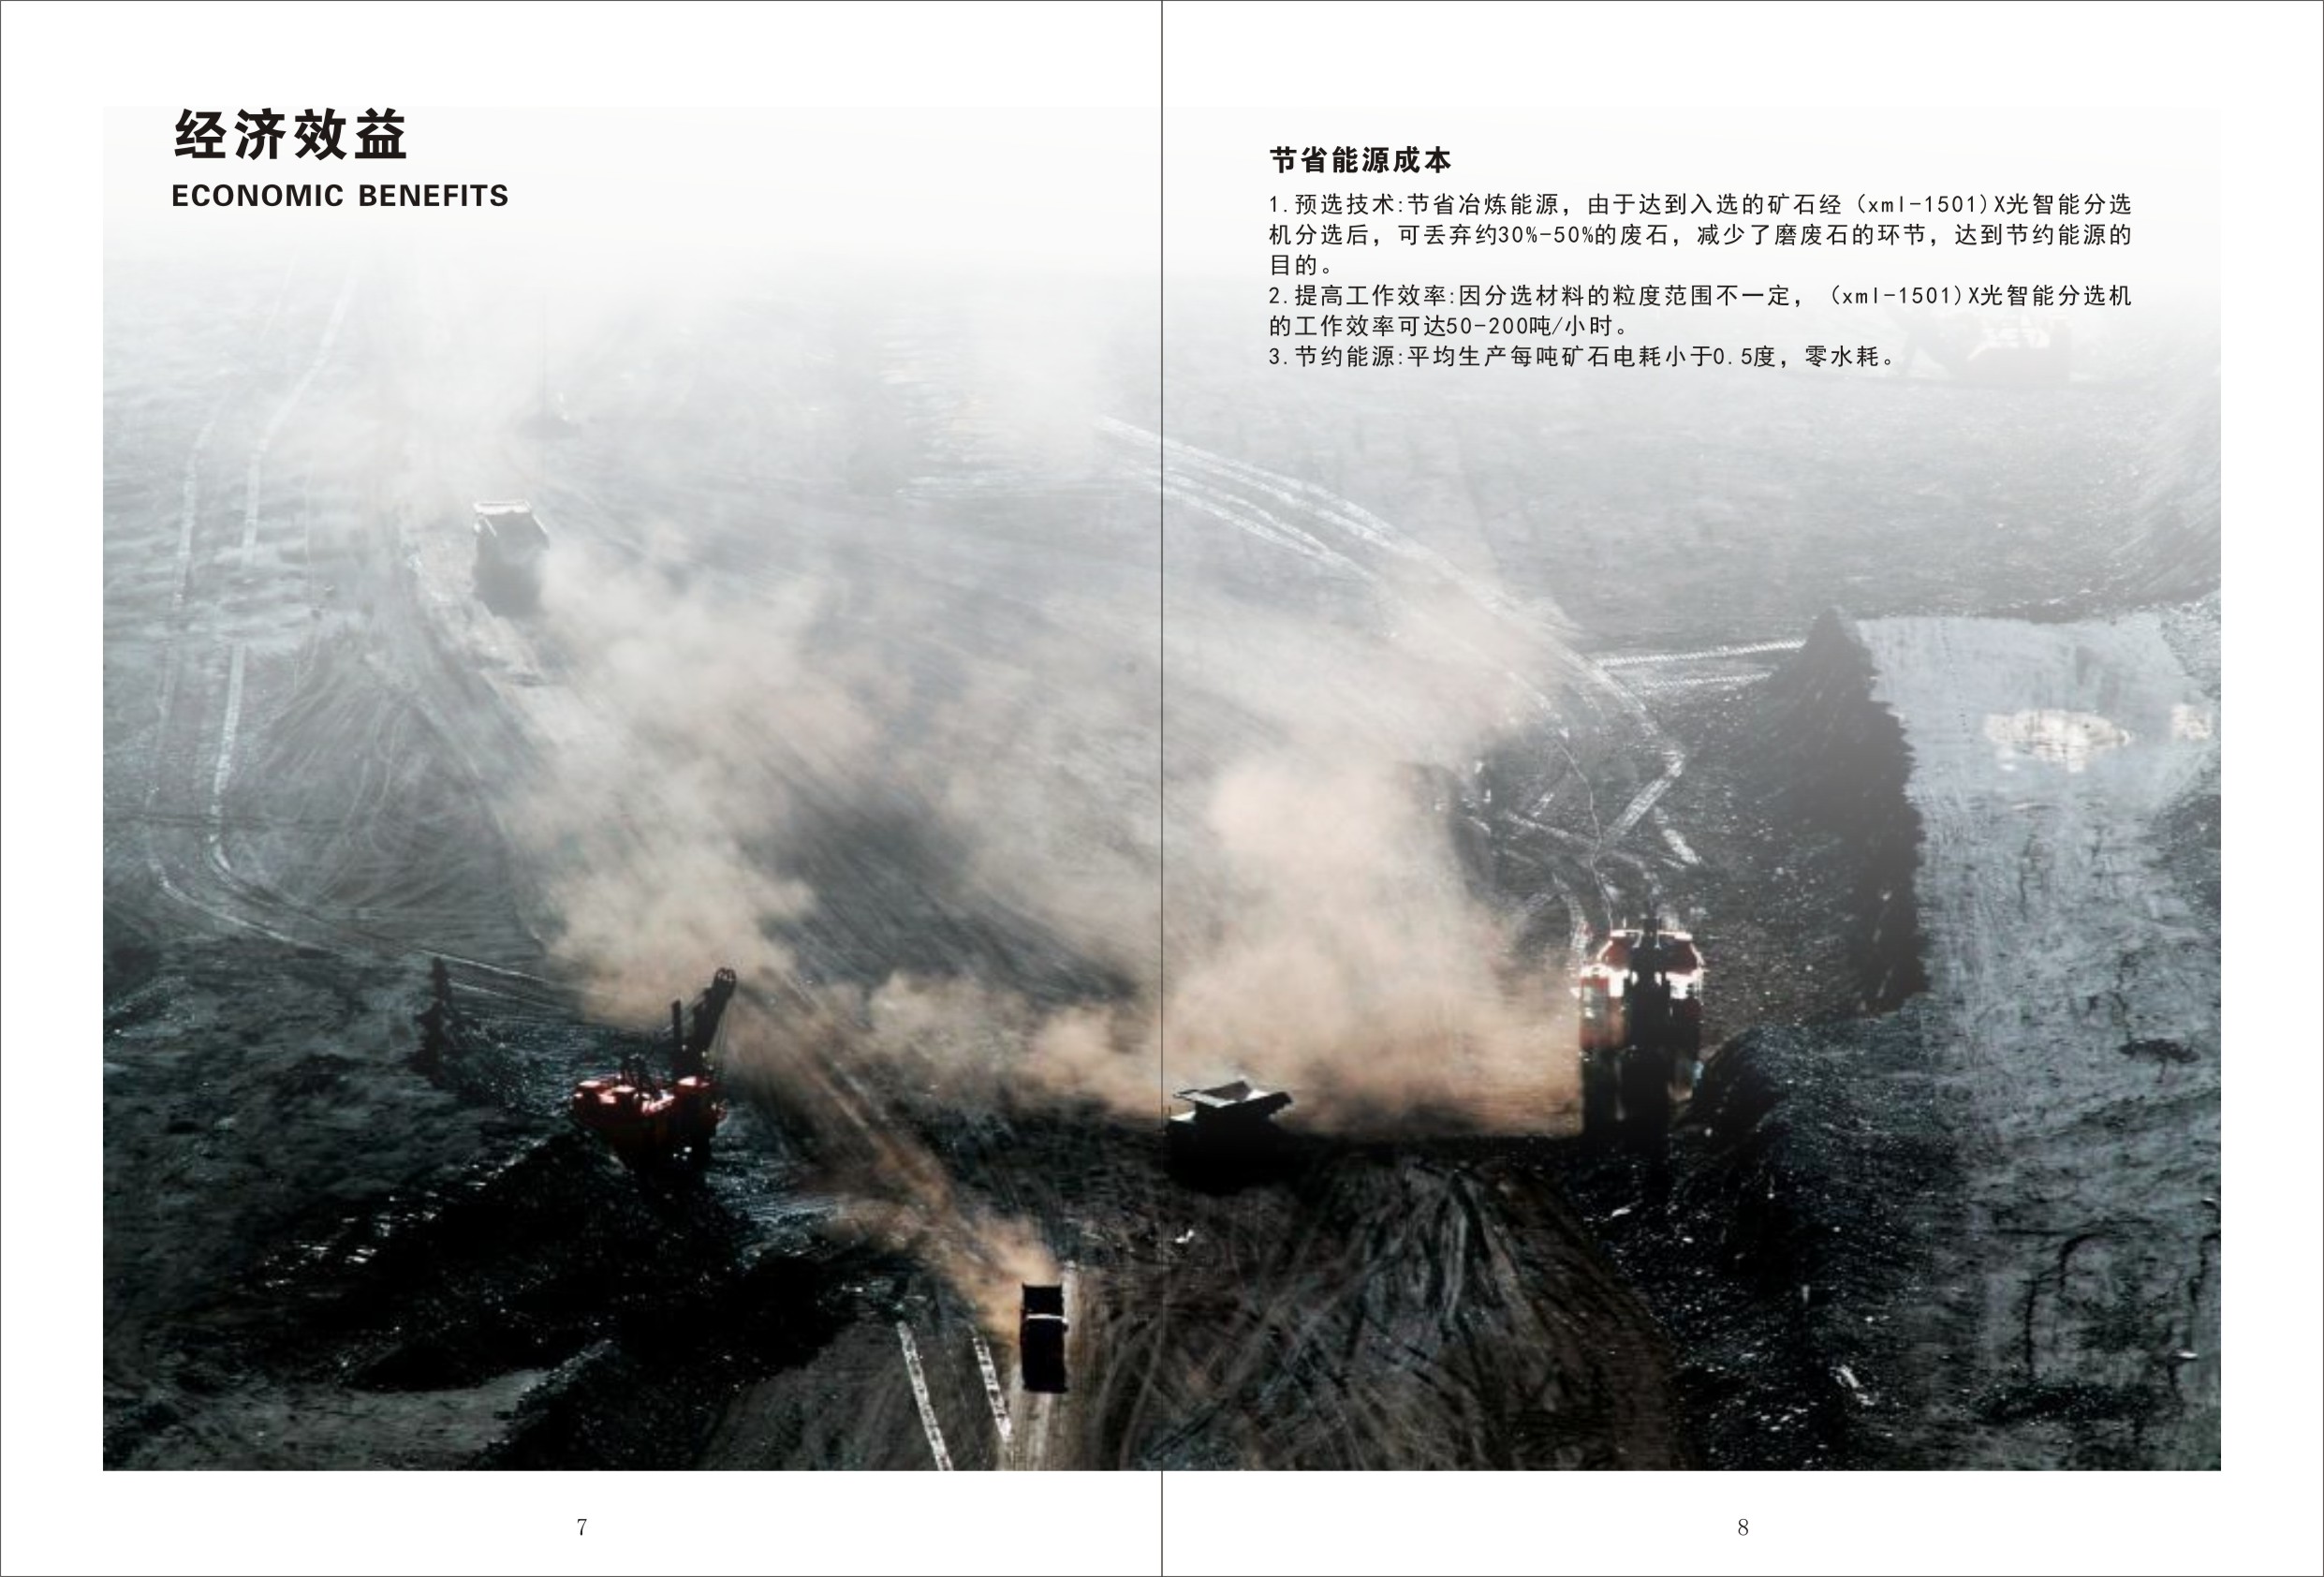 经济效益
ECONOMIC BENEFITS
节省能源成本
1.预选技术:节省冶炼能源，由于达到入选的矿石经（xml-1501)X光智能分选
机分选后，可丢弃约30%-50%的废石，减少了磨废石的环节，达到节约能源的
目的。
2.提高工作效率:因分选材料的粒度范围不一定，（xml-1501)X光智能分选机
的工作效率可达50-200吨/小时。
3.节约能源:平均生产每吨矿石电耗小于0.5度，零水耗。
7
8